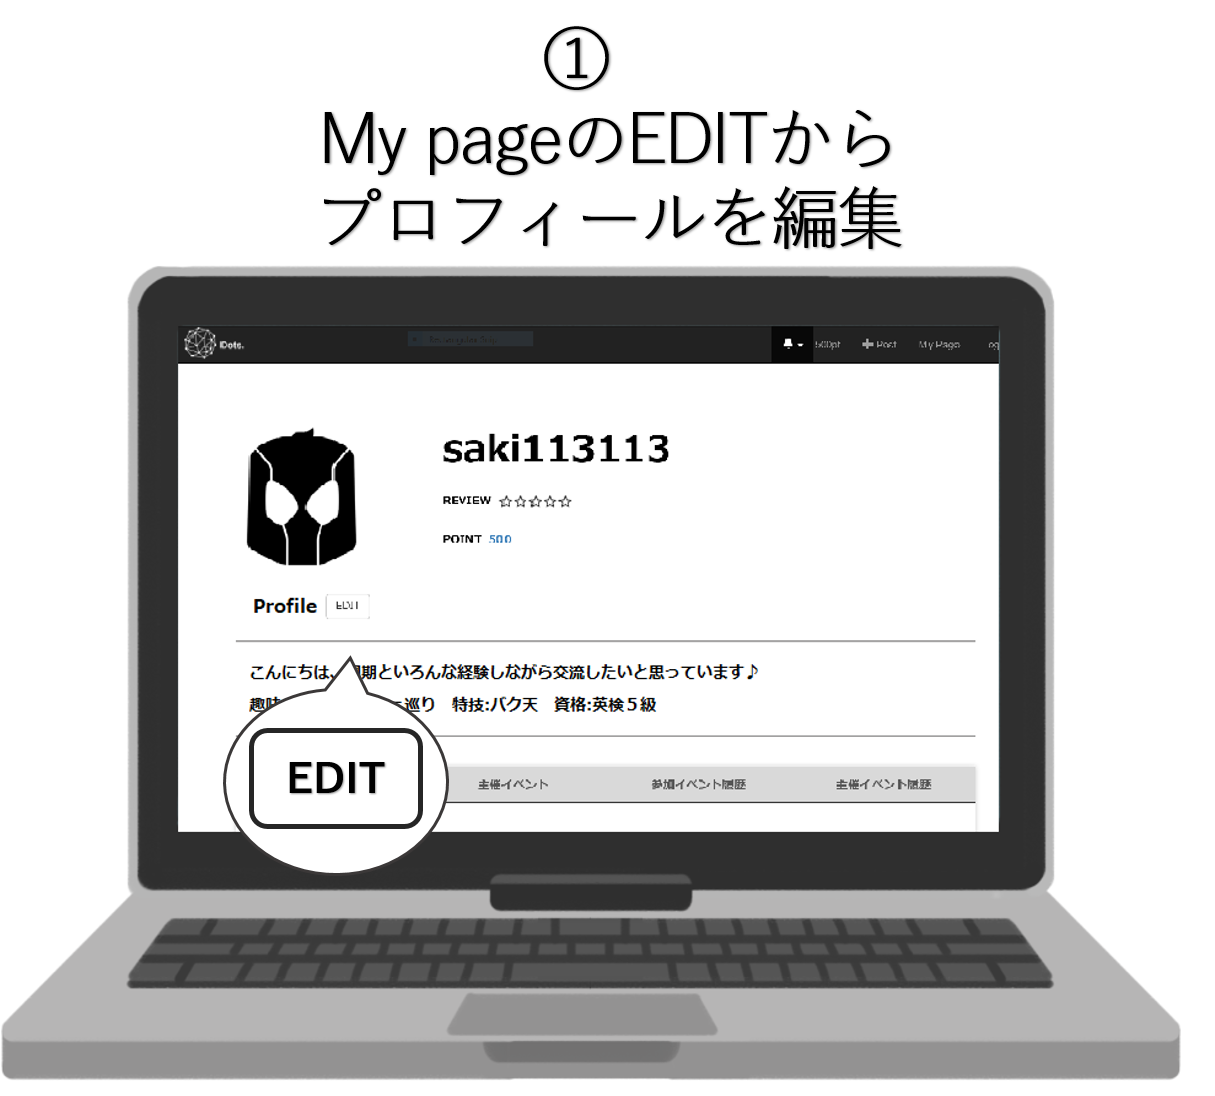 ①
My pageのEDITから
プロフィールを編集
Dots.
500pt
Post
My Page
saki113113
REVIEW ☆☆☆☆☆
POINT 500
Profile EDIT
こんにちは、 期といろんな経験しながら交流したいと思っています♪
趣味 巡り 特技:バク天 資格:英検５級
EDIT
主催イベント 参加イベント履歴 主催イベント履歴